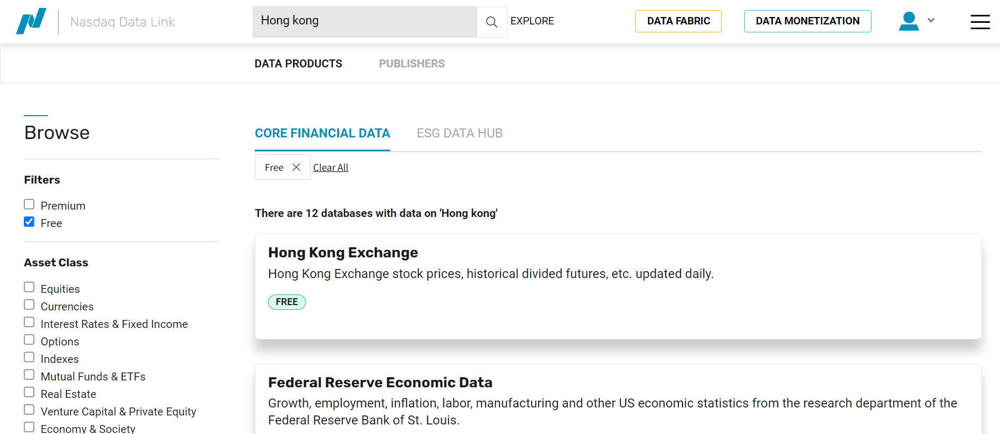 Nasdaq Data Link
Hong kong
EXPLORE
DATA FABRIC
DATA MONETIZATION
DATA PRODUCTS
PUBLISHERS
Browse
Filters
Premium
Free
Asset Class
Equities
Currencies
Interest Rates & Fixed Income
Options
Indexes
Mutual Funds & ETFs
Real Estate
Venture Capital & Private Equity
Economy & Society
CORE FINANCIAL DATA
ESG DATA HUB
Free
Clear All
There are 12 databases with data on 'Hong kong'
Hong Kong Exchange
Hong Kong Exchange stock prices, historical divided futures, etc. updated daily.
FREE
Federal Reserve Economic Data
Growth, employment, inflation, labor, manufacturing and other US economic statistics from the research department of the
Federal Reserve Bank of St. Louis.